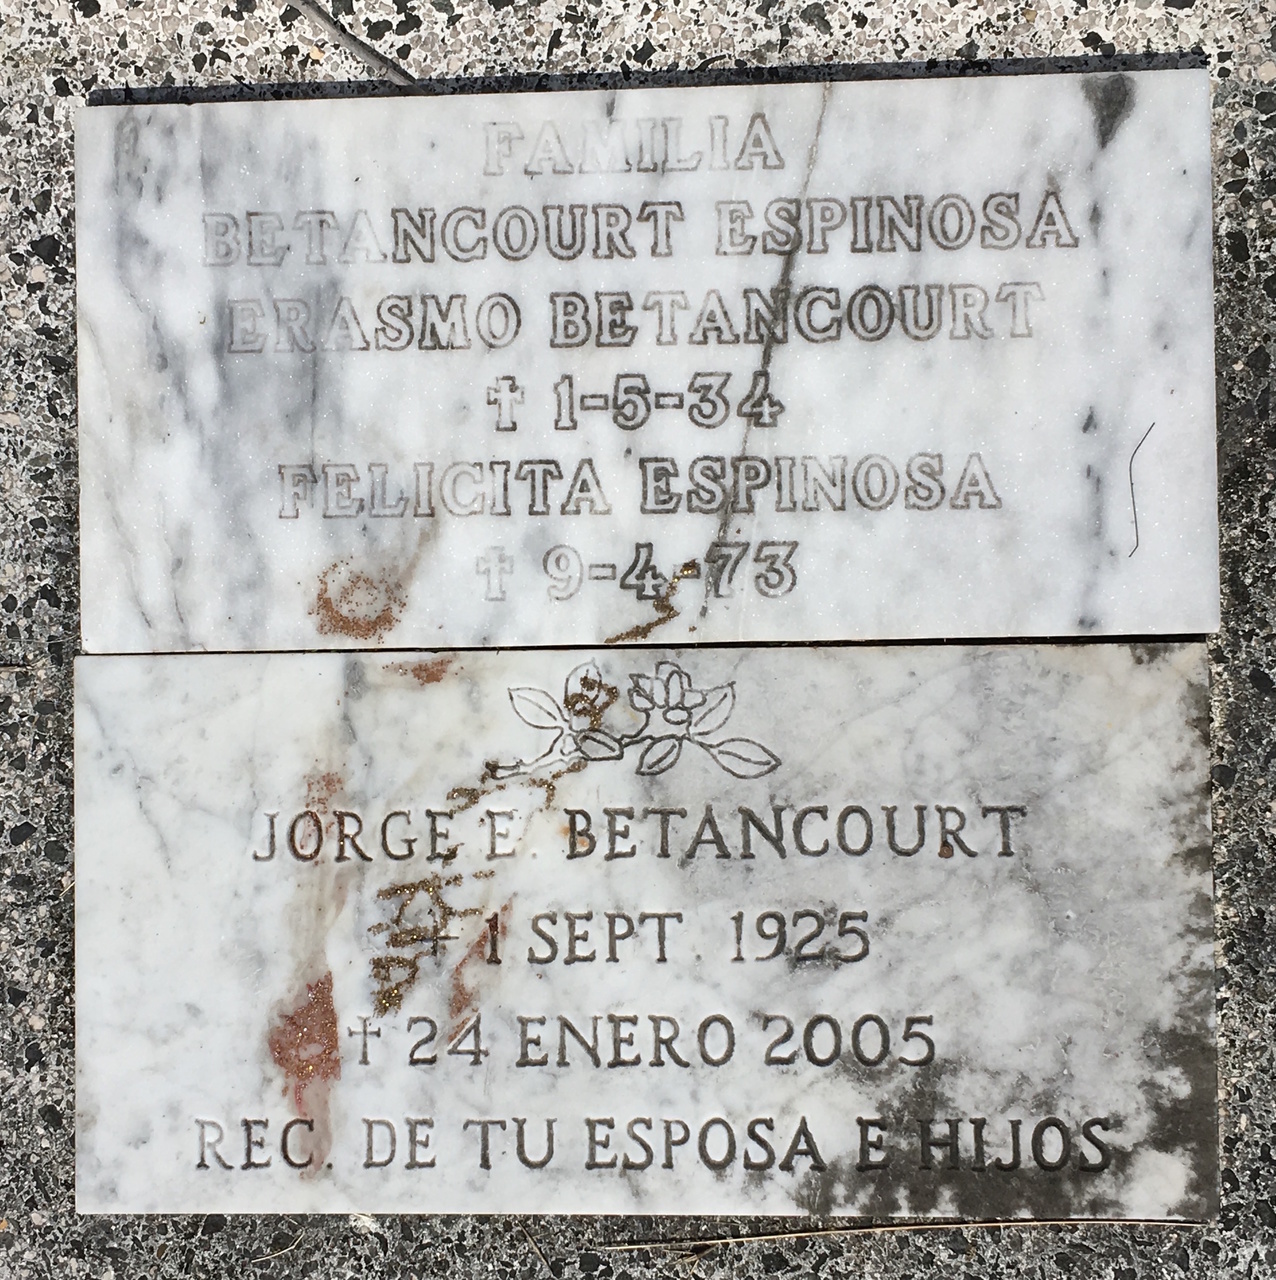 FAMILIA
BETANCOURT ESPINOSA
ERASMO BETANCOURT
† 1-5-34
FELICITA ESPINOSA
† 9-4-73
JORGE E. BETANCOURT
+ 1 SEPT. 1925
† 24 ENERO 2005
REC. DE TU ESPOSA E HIJOS